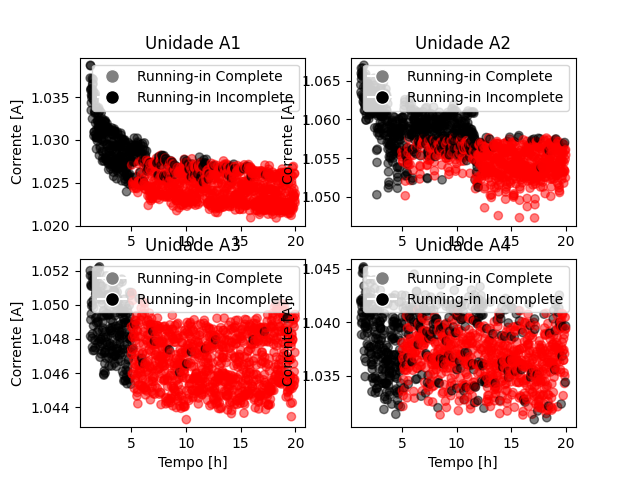 Unidade A1
Unidade A2
Corrente [A]
1.035
1.030
1.025
1.020
Running-in Complete
Running-in Incomplete
5
10
15
20
Corrente [A]
1.065
1.060
1.055
1.050
Running-in Complete
Running-in Incomplete
5
10
15
20
Unidade A3
Unidade A4
Corrente [A]
1.052
1.050
1.048
1.046
1.044
Running-in Complete
Running-in Incomplete
5
10
15
20
Tempo [h]
Corrente [A]
1.045
1.040
1.035
Running-in Complete
Running-in Incomplete
5
10
15
20
Tempo [h]